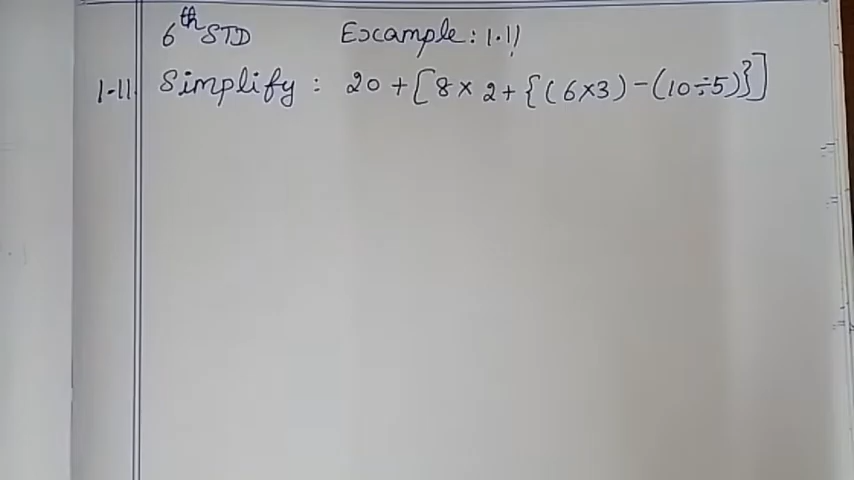 6th STD Example: 1.11
1.11 Simplify: 20 + [8 × 2 + {(6×3) - (10÷5)}]